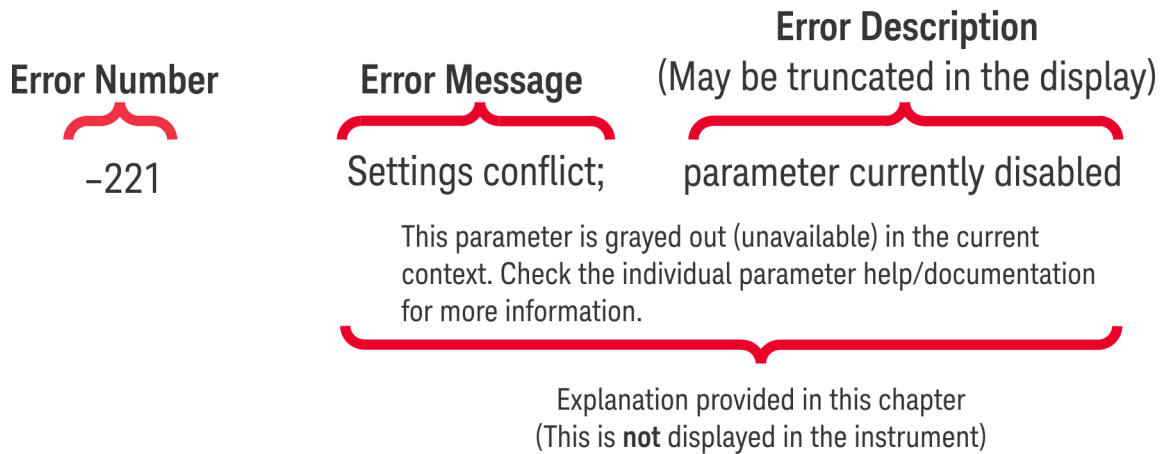 Error Description
Error Number
Error Message
(May be truncated in the display)
–221
Settings conflict;
parameter currently disabled
This parameter is grayed out (unavailable) in the current
context. Check the individual parameter help/documentation
for more information.
Explanation provided in this chapter
(This is not displayed in the instrument)